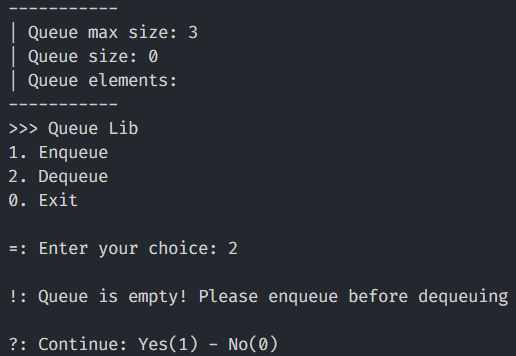 -----------
| Queue max size: 3
| Queue size: 0
| Queue elements:
-----------
>>> Queue Lib
1. Enqueue
2. Dequeue
0. Exit

=: Enter your choice: 2

!: Queue is empty! Please enqueue before dequeuing

?: Continue: Yes(1) - No(0)